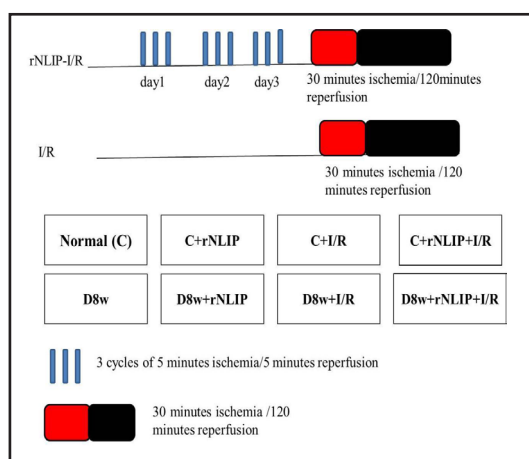 rNLIP-I/R
day1 day2 day3
30 minutes ischemia/120minutes
reperfusion
I/R
30 minutes ischemia /120
minutes reperfusion
Normal (C) C+rNLIP C+I/R C+rNLIP+I/R
D8w D8w+rNLIP D8w+I/R D8w+rNLIP+I/R
3 cycles of 5 minutes ischemia/5 minutes reperfusion
30 minutes ischemia /120
minutes reperfusion